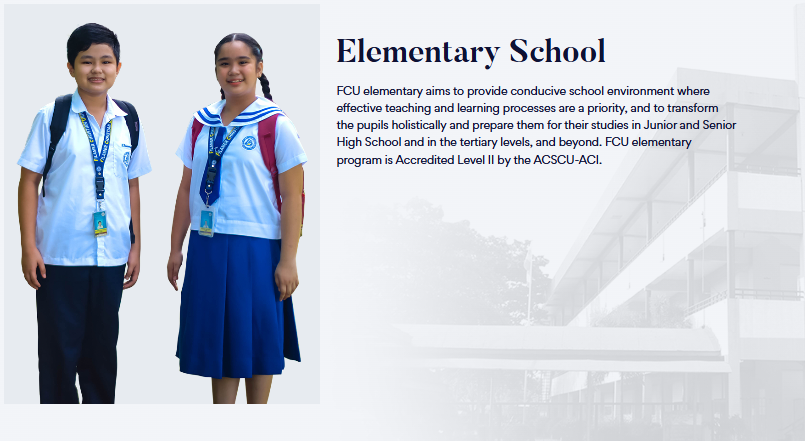 Elementary School
FCU elementary aims to provide conducive school environment where
effective teaching and learning processes are a priority, and to transform
the pupils holistically and prepare them for their studies in Junior and Senior
High School and in the tertiary levels, and beyond. FCU elementary
program is Accredited Level II by the ACSCU-ACI.